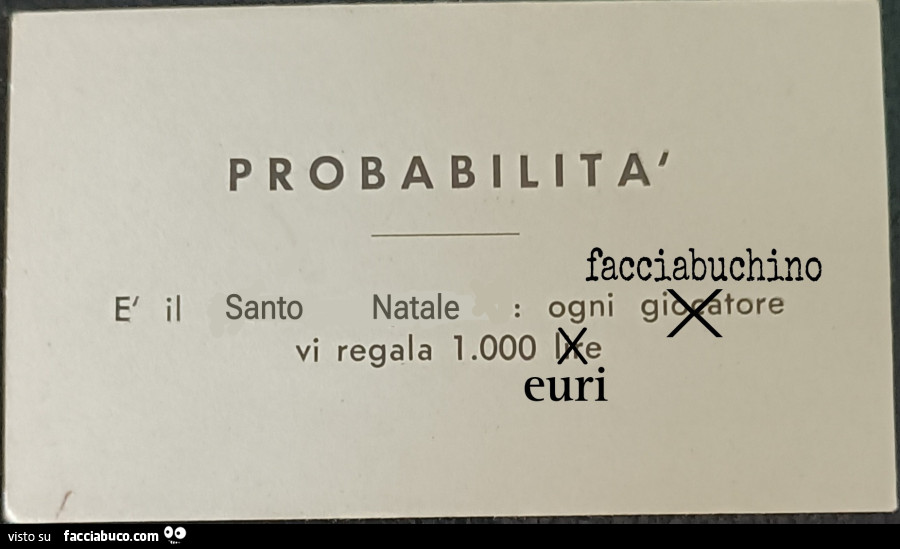 PROBABILITA'
facciabuchino
E' il Santo Natale : ogni giocatore
vi regala 1.000 lire
euri
visto su facciabuco.com